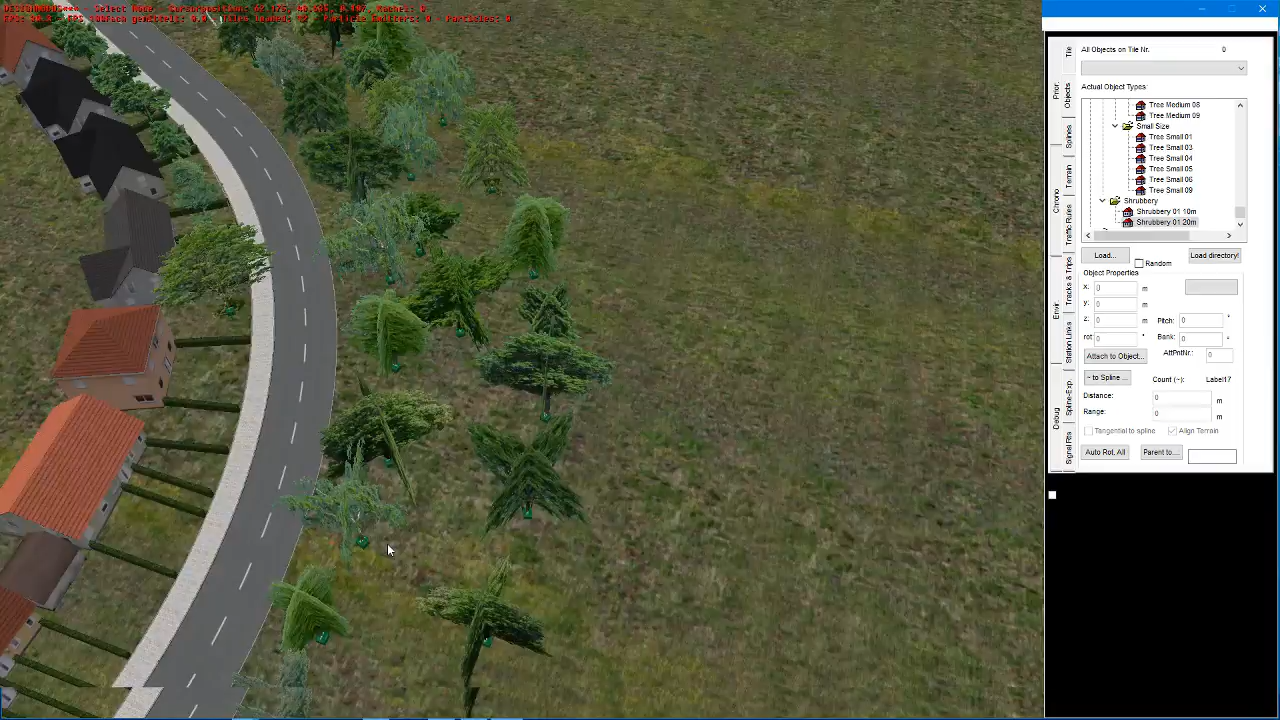 All Objects on Tile Nr. 0
Actual Object Types:
Tree Medium 08
Tree Medium 09
Small Size
Tree Small 01
Tree Small 03
Tree Small 04
Tree Small 05
Tree Small 06
Tree Small 09
Shrubbery
Shrubbery 01 10m
Shrubbery 01 20m
Load...
Random
Load directory!
Object Properties
x: 0 m
y: 0 m
z: 0 m Pitch: 0 °
rot 0 ° Bank: 0 °
Attach to Object... AttPntNr.: 0
~ to Spline ... Count (~): Label17
Distance: 0 m
Range: 0 m
Tangential to spline Align Terrain
Auto Rot. All Parent to....
Tile
Objects
Splines
Terrain
Traffic Rules
Tracks & Trips
Station Links
Spline-Exp.
Signal Rts
Prior.
Chrono
Envir.
Debug